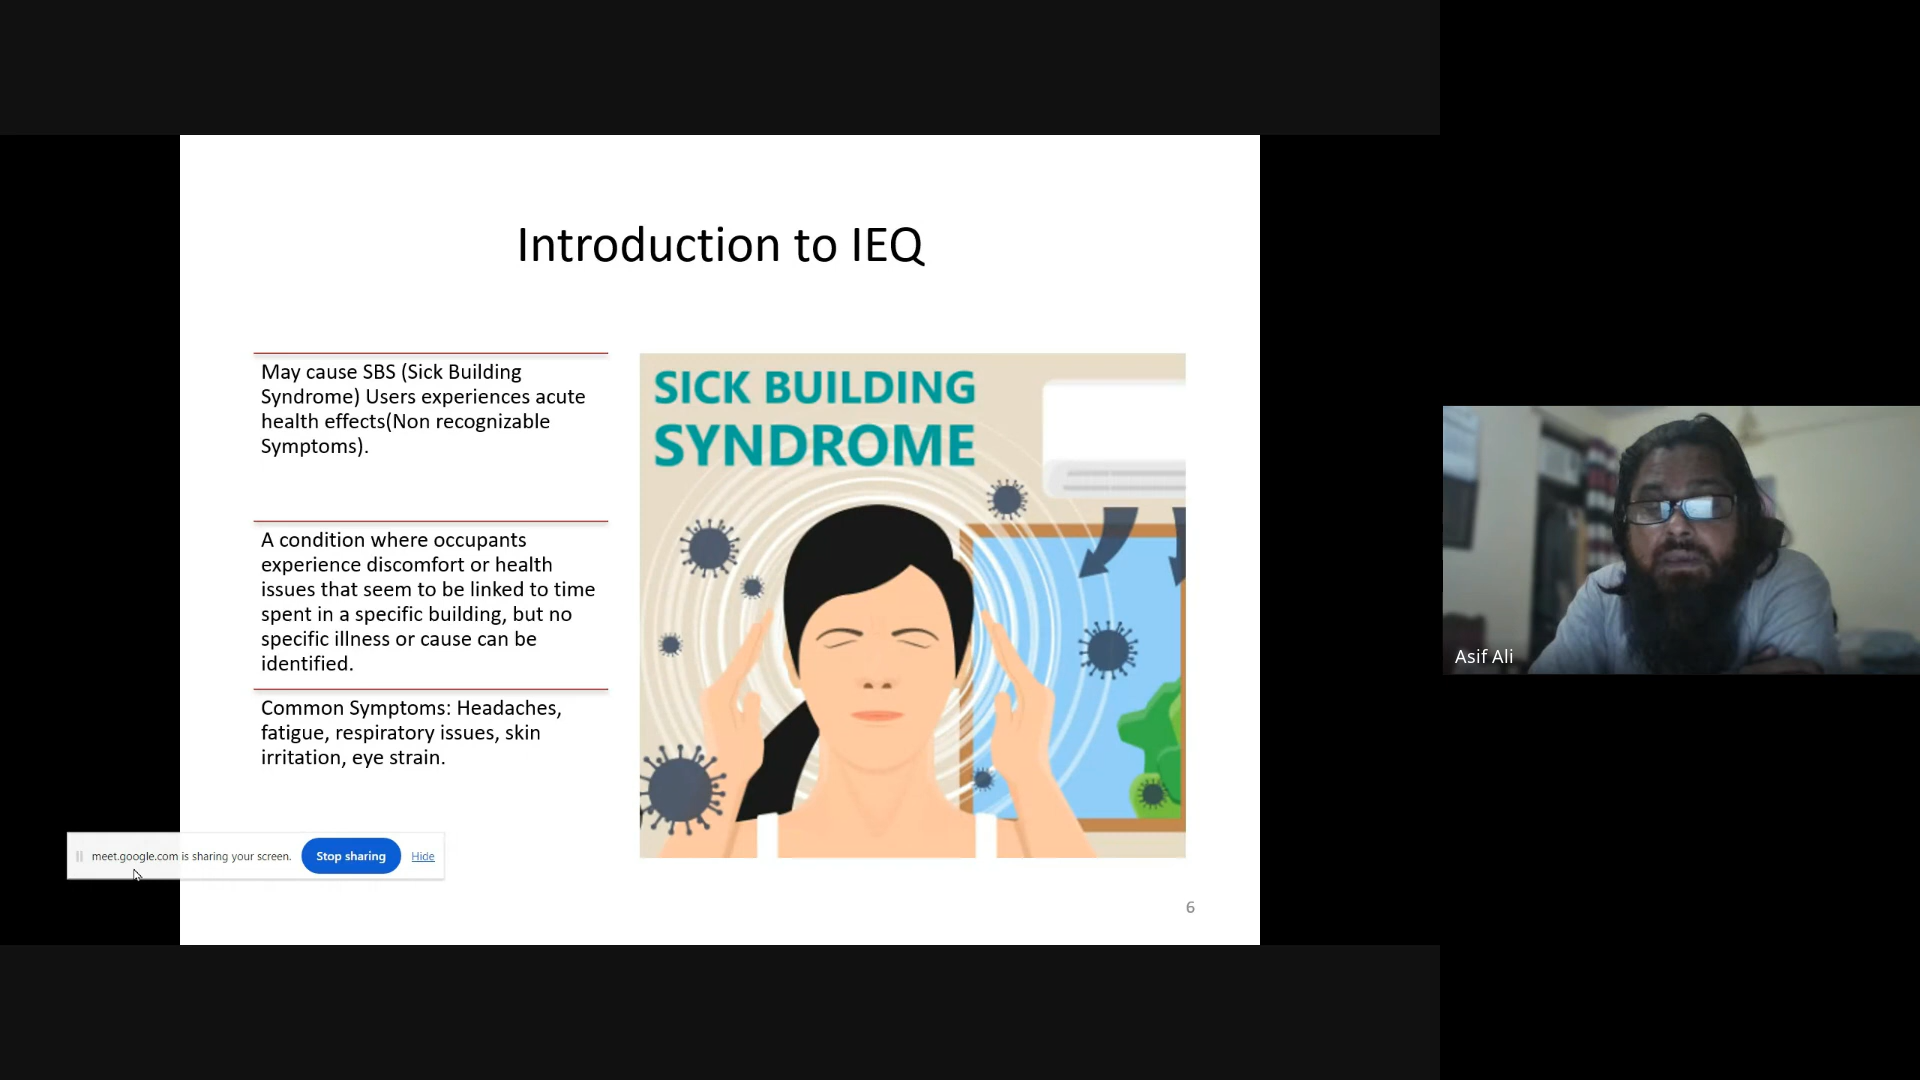 Introduction to IEQ
May cause SBS (Sick Building
Syndrome) Users experiences acute
health effects(Non recognizable
Symptoms).
A condition where occupants
experience discomfort or health
issues that seem to be linked to time
spent in a specific building, but no
specific illness or cause can be
identified.
Common Symptoms: Headaches,
fatigue, respiratory issues, skin
irritation, eye strain.
SICK BUILDING
SYNDROME
meet.google.com is sharing your screen. Stop sharing Hide
6
Asif Ali